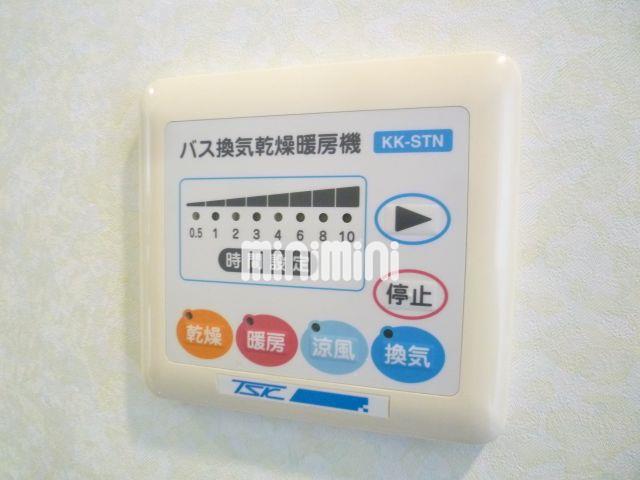 バス換気乾燥暖房機 KK-STN
0.5 1 2 3 4 6 8 10
時間設定
minimini
停止
乾燥 暖房 涼風 換気
TSK